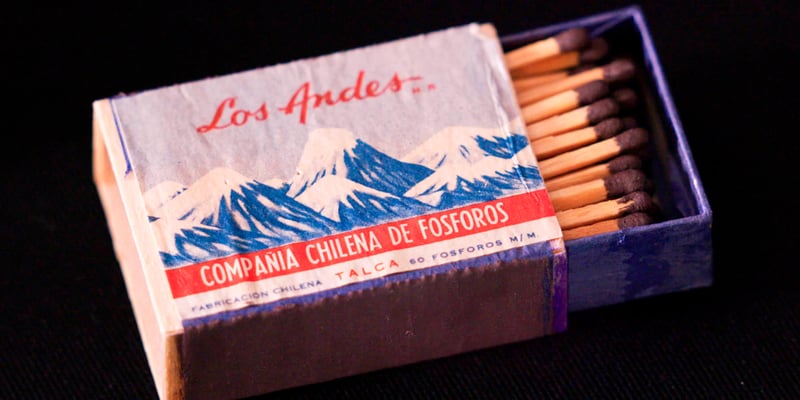 Los Andes M.R.
COMPAÑIA CHILENA DE FOSFOROS
FABRICACION CHILENA TALCA 60 FOSFOROS M/M.